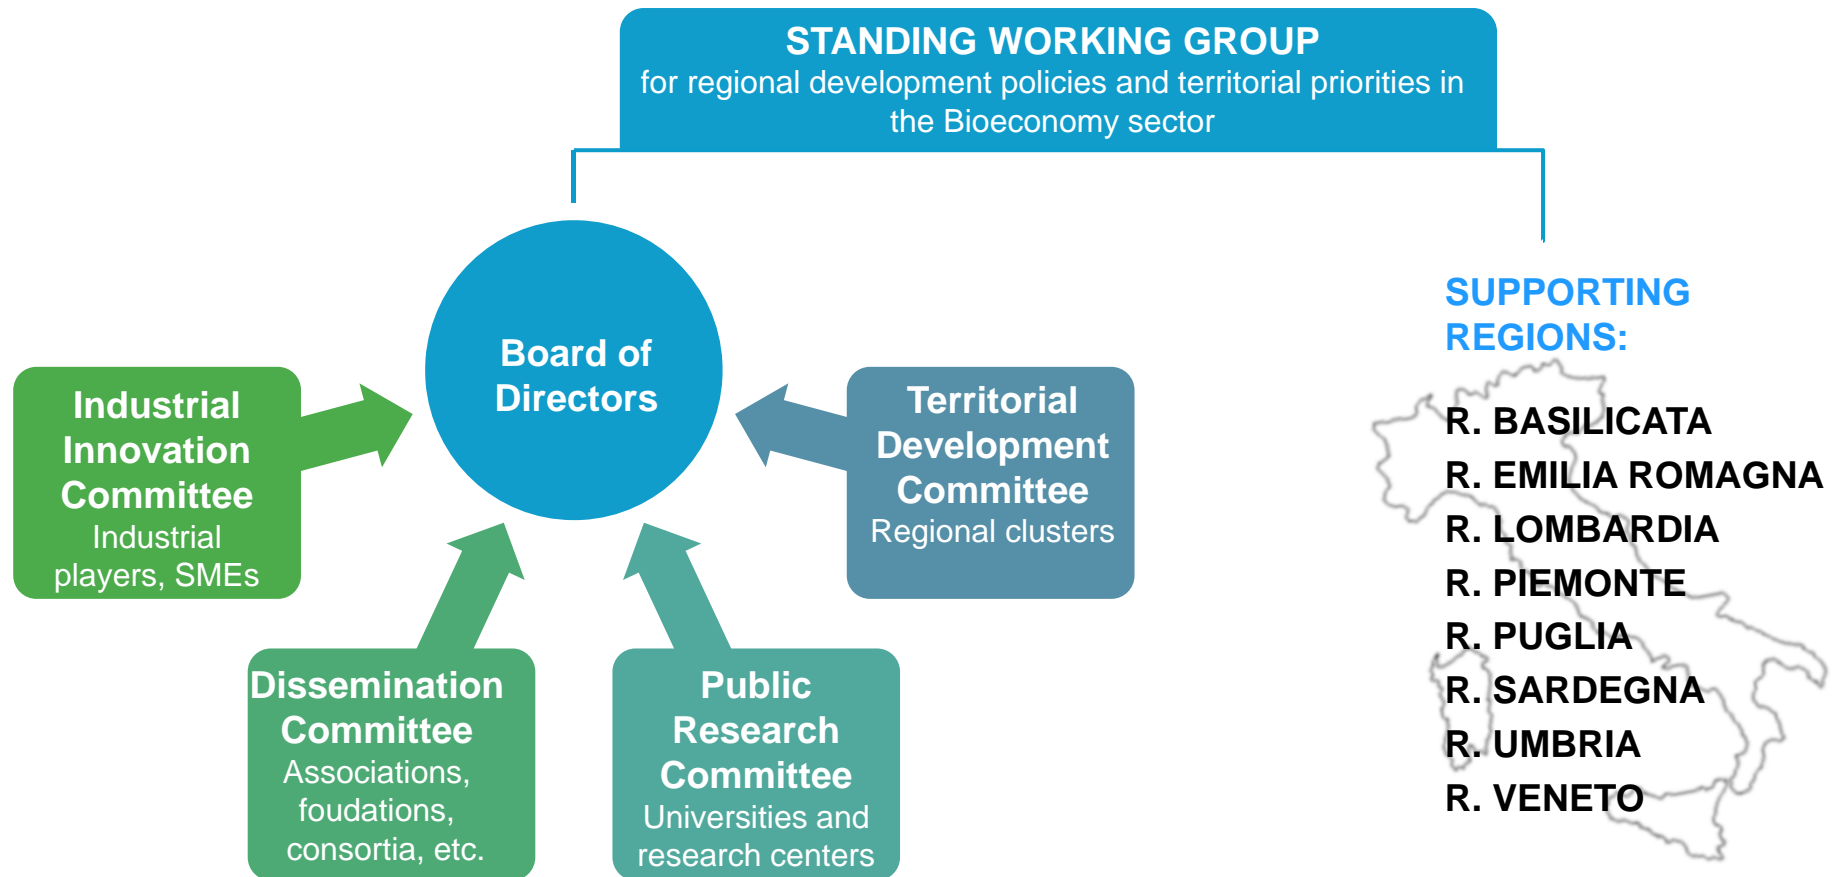 STANDING WORKING GROUP
for regional development policies and territorial priorities in
the Bioeconomy sector
Board of
Directors
Industrial
Innovation
Committee
Industrial
players, SMEs
Dissemination
Committee
Associations,
foudations,
consortia, etc.
Public
Research
Committee
Universities and
research centers
Territorial
Development
Committee
Regional clusters
SUPPORTING
REGIONS:
R. BASILICATA
R. EMILIA ROMAGNA
R. LOMBARDIA
R. PIEMONTE
R. PUGLIA
R. SARDEGNA
R. UMBRIA
R. VENETO